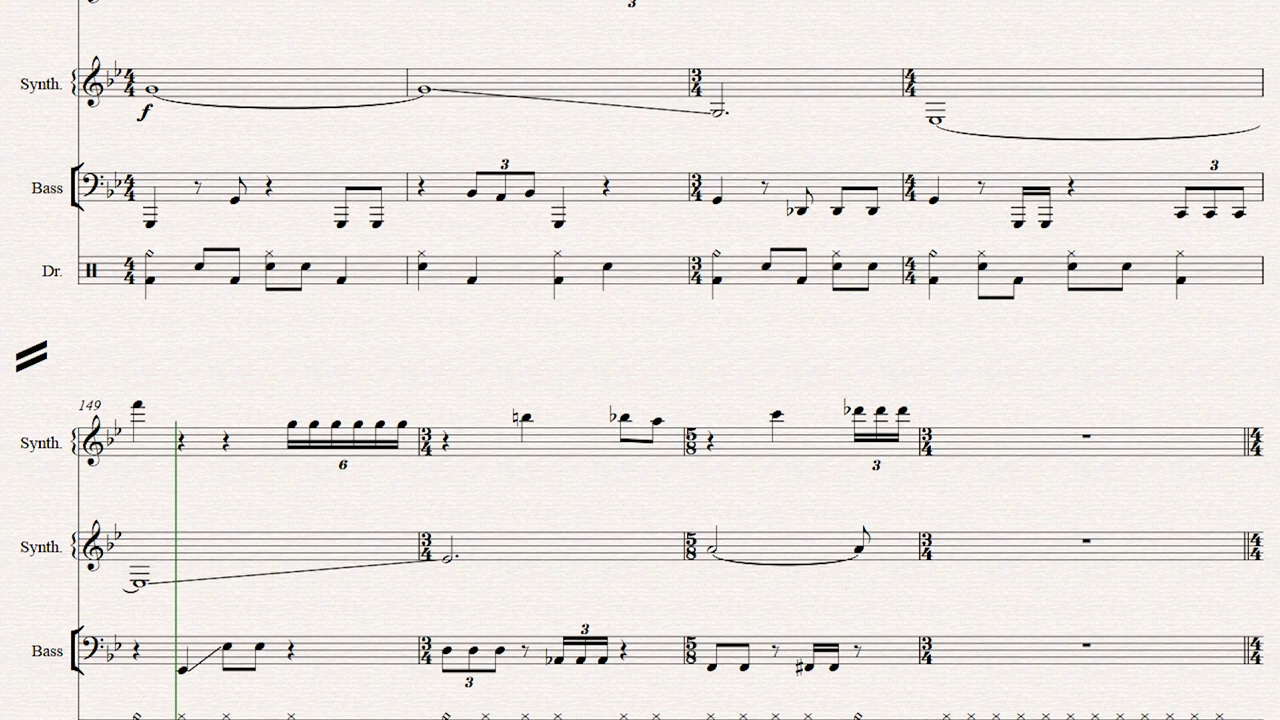 3
Synth. 4 4 3 4 4 4
f
Bass 4 4 3 3 4 4 4 3
Dr. 4 4 3 4 4 4
149
Synth. 6 3 4 5 8 3 3 4 4 4
Synth. 3 4 5 8 3 4 4 4
Bass 3 4 3 3 5 8 3 4 4 4